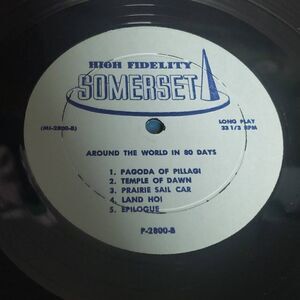 HIGH FIDELITY
SOMERSET
(MI-2800-B)
LONG PLAY
33 1/3 RPM
AROUND THE WORLD IN 80 DAYS
1. PAGODA OF PILLAGI
2. TEMPLE OF DAWN
3. PRAIRIE SAIL CAR
4. LAND HO!
5. EPILOGUE
P-2800-B